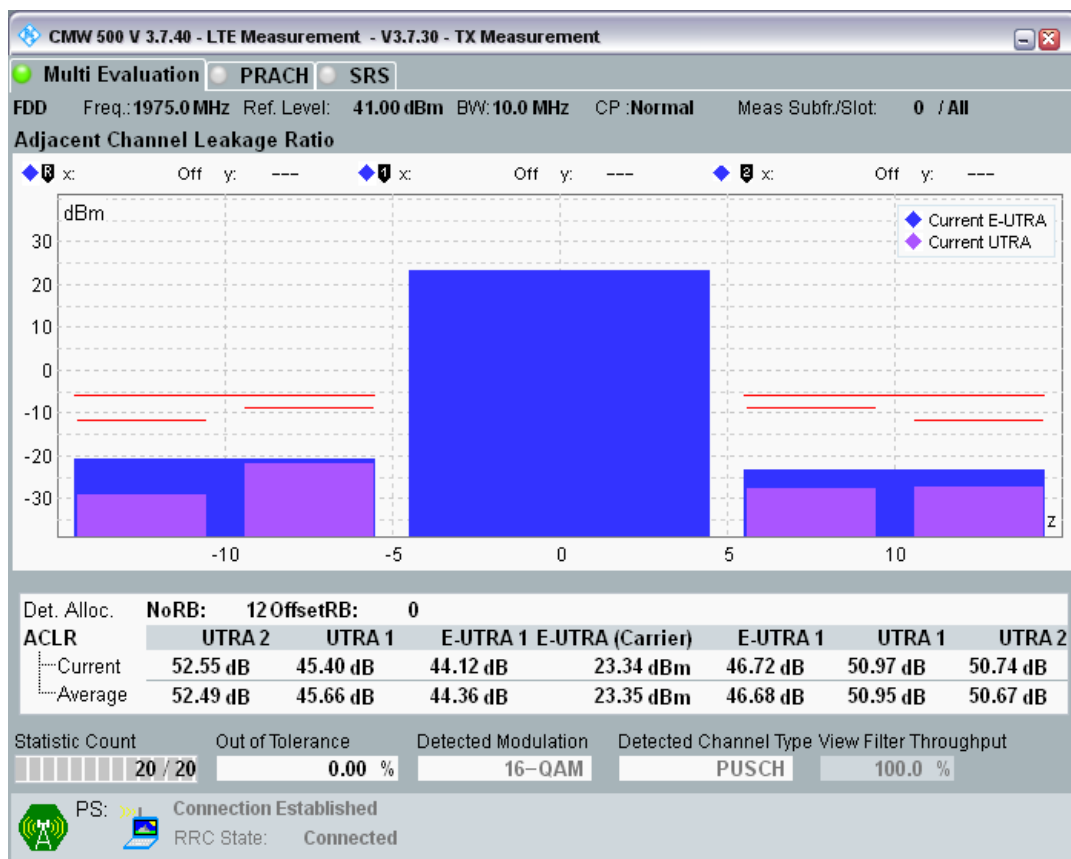 CMW 500 V 3.7.40 - LTE Measurement - V3.7.30 - TX Measurement
Multi Evaluation PRACH SRS
FDD Freq.: 1975.0 MHz Ref. Level: 41.00 dBm BW: 10.0 MHz CP :Normal Meas Subfr./Slot: 0 / All
Adjacent Channel Leakage Ratio
R x: Off y: --- 1 x: Off y: --- 2 x: Off y: ---
dBm
Current E-UTRA
Current UTRA
30
20
10
0
-10
-20
-30
z
-10 -5 0 5 10
Det. Alloc. NoRB: 12 OffsetRB: 0
ACLR UTRA 2 UTRA 1 E-UTRA 1 E-UTRA (Carrier) E-UTRA 1 UTRA 1 UTRA 2
Current 52.55 dB 45.40 dB 44.12 dB 23.34 dBm 46.72 dB 50.97 dB 50.74 dB
Average 52.49 dB 45.66 dB 44.36 dB 23.35 dBm 46.68 dB 50.95 dB 50.67 dB
Statistic Count Out of Tolerance Detected Modulation Detected Channel Type View Filter Throughput
20 / 20 0.00 % 16-QAM PUSCH 100.0 %
PS: Connection Established
RRC State: Connected